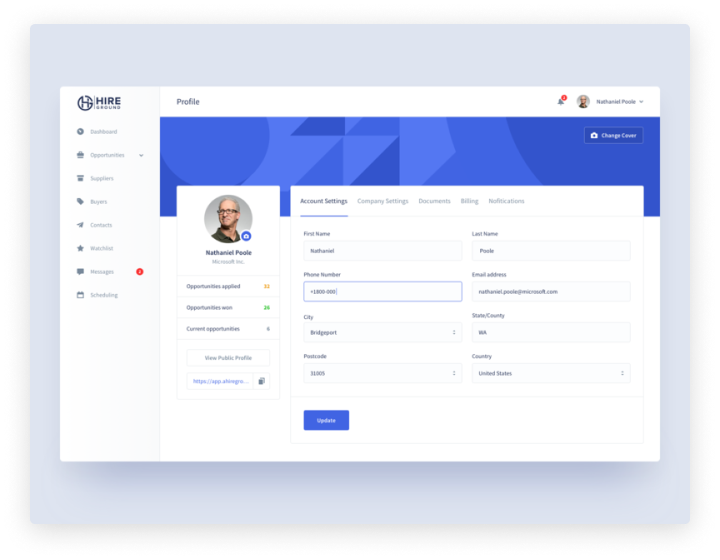 HIRE
GROUND
Profile
1
Nathaniel Poole
Dashboard
Opportunities
Suppliers
Buyers
Contacts
Watchlist
Messages
2
Scheduling
Change Cover
Nathaniel Poole
Microsoft Inc.
Opportunities applied 32
Opportunities won 26
Current opportunities 6
View Public Profile
https://app.ahiregro...
Account Settings Company Settings Documents Billing Nofitications
First Name
Nathaniel
Last Name
Poole
Phone Number
+1800-000
Email address
nathaniel.poole@microsoft.com
City
Bridgeport
State/County
WA
Postcode
31005
Country
United States
Update